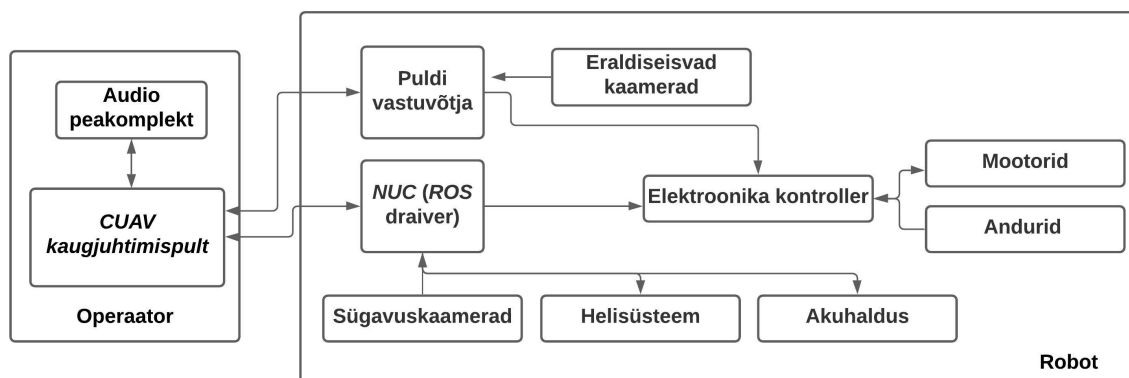 Audio
peakomplekt
CUAV
kaugjuhtimispult
Operaator
Puldi
vastuvõtja
Eraldiseisvad
kaamerad
NUC (ROS
draiver)
Elektroonika kontroller
Mootorid
Andurid
Sügavuskaamerad
Helisüsteem
Akuhaldus
Robot